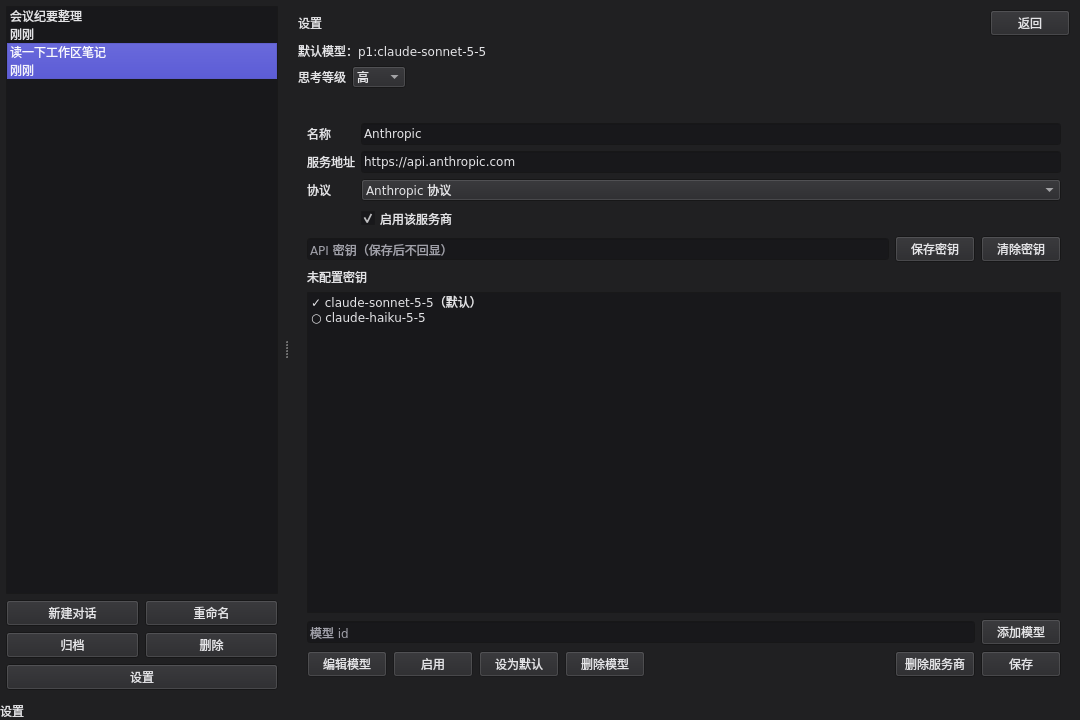 会议纪要整理
刚刚
读一下工作区笔记
刚刚
新建对话
重命名
归档
删除
设置
设置
返回
默认模型: p1:claude-sonnet-5-5
思考等级 高
名称 Anthropic
服务地址 https://api.anthropic.com
协议 Anthropic 协议
✓ 启用该服务商
API 密钥（保存后不回显） 保存密钥 清除密钥
未配置密钥
✓ claude-sonnet-5-5（默认）
○ claude-haiku-5-5
模型 id 添加模型
编辑模型 启用 设为默认 删除模型 删除服务商 保存
设置